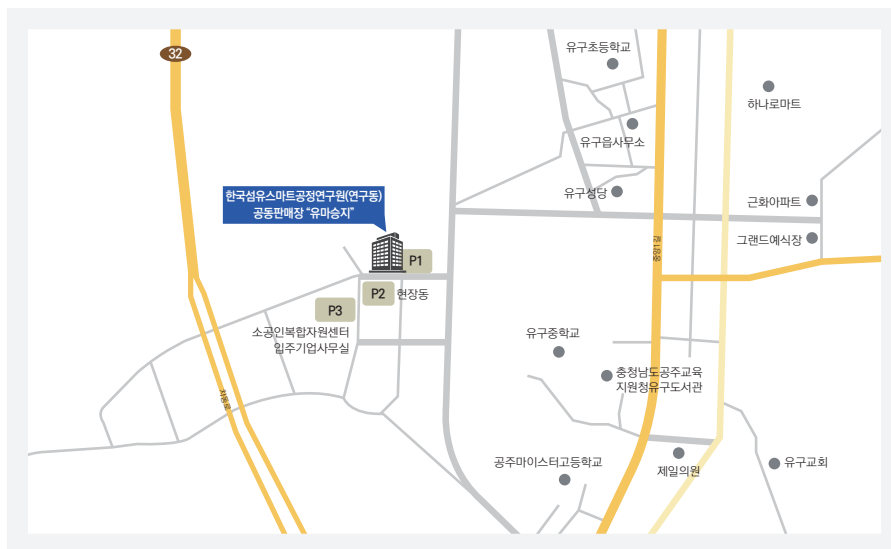 32
유구초등학교
하나로마트
유구읍사무소
한국섬유스마트공정연구원(연구동)
공동판매장 “유마승지”
유구성당
근화아파트
그랜드예식장
P1
P2
현장동
P3
소공인복합자원센터
입주기업사무실
유구중학교
충청남도공주교육
지원청유구도서관
공주마이스터고등학교
제일의원
유구교회